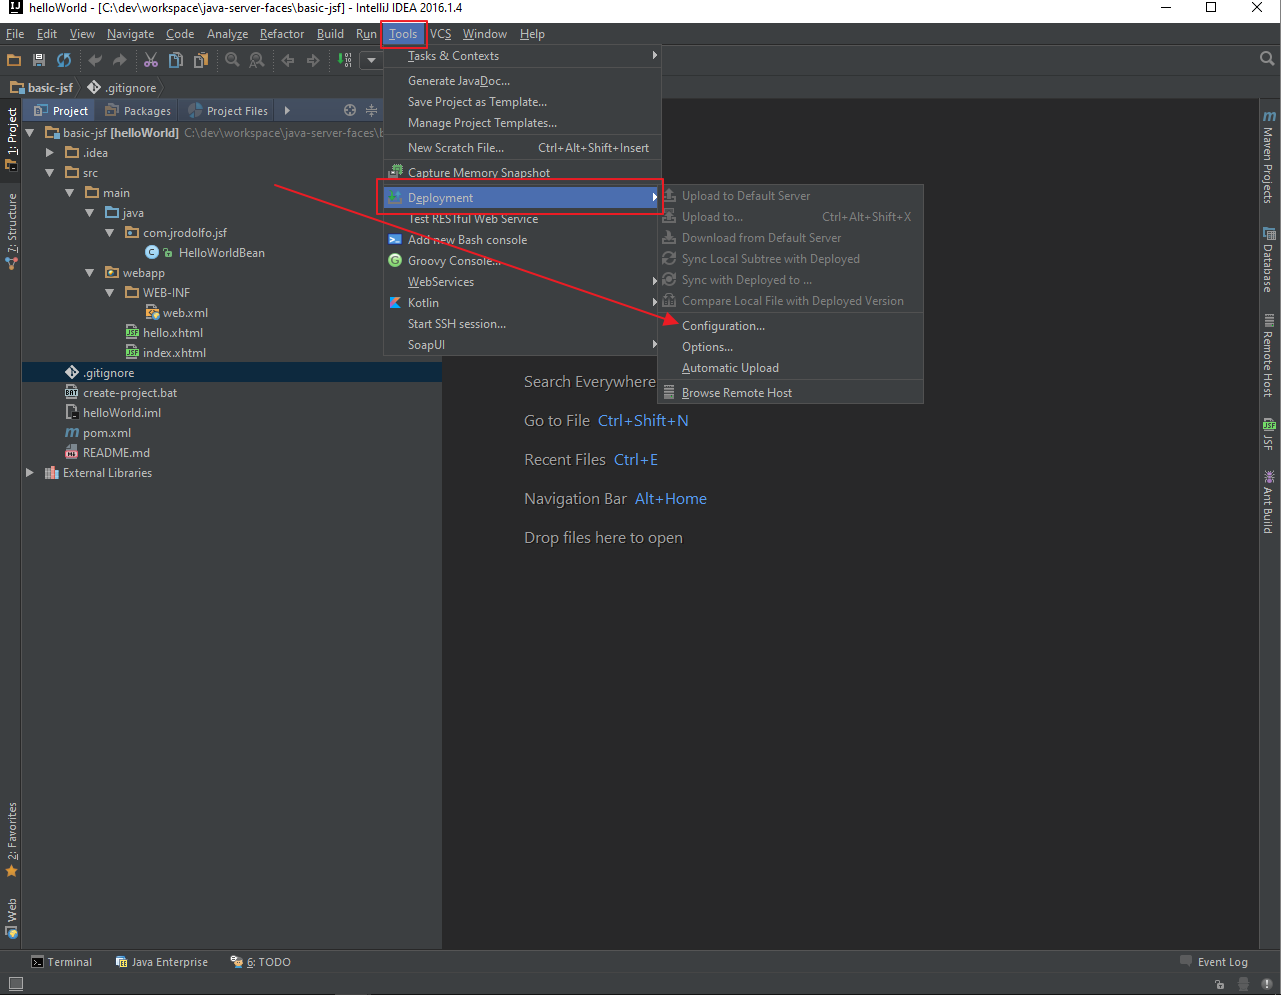 helloWorld - [C:\dev\workspace\java-server-faces\basic-jsf] - IntelliJ IDEA 2016.1.4
File Edit View Navigate Code Analyze Refactor Build Run Tools VCS Window Help
basic-jsf .gitignore
Project Packages Project Files
basic-jsf [helloWorld] C:\dev\workspace\java-server-faces\
.idea
src
main
java
com.jrodolfo.jsf
HelloWorldBean
webapp
WEB-INF
web.xml
hello.xhtml
index.xhtml
.gitignore
create-project.bat
helloWorld.iml
pom.xml
README.md
External Libraries
Tasks & Contexts
Generate JavaDoc...
Save Project as Template...
Manage Project Templates...
New Scratch File... Ctrl+Alt+Shift+Insert
Capture Memory Snapshot
Deployment
Test RESTful Web Service
Add new Bash console
Groovy Console...
WebServices
Kotlin
Start SSH session...
SoapUI
Upload to Default Server
Upload to... Ctrl+Alt+Shift+X
Download from Default Server
Sync Local Subtree with Deployed
Sync with Deployed to ...
Compare Local File with Deployed Version
Configuration...
Options...
Automatic Upload
Browse Remote Host
Search Everywhere
Go to File Ctrl+Shift+N
Recent Files Ctrl+E
Navigation Bar Alt+Home
Drop files here to open
1: Project
7: Structure
2: Favorites
Web
Maven Projects
Database
Remote Host
JSF
Ant Build
Terminal Java Enterprise 6: TODO Event Log